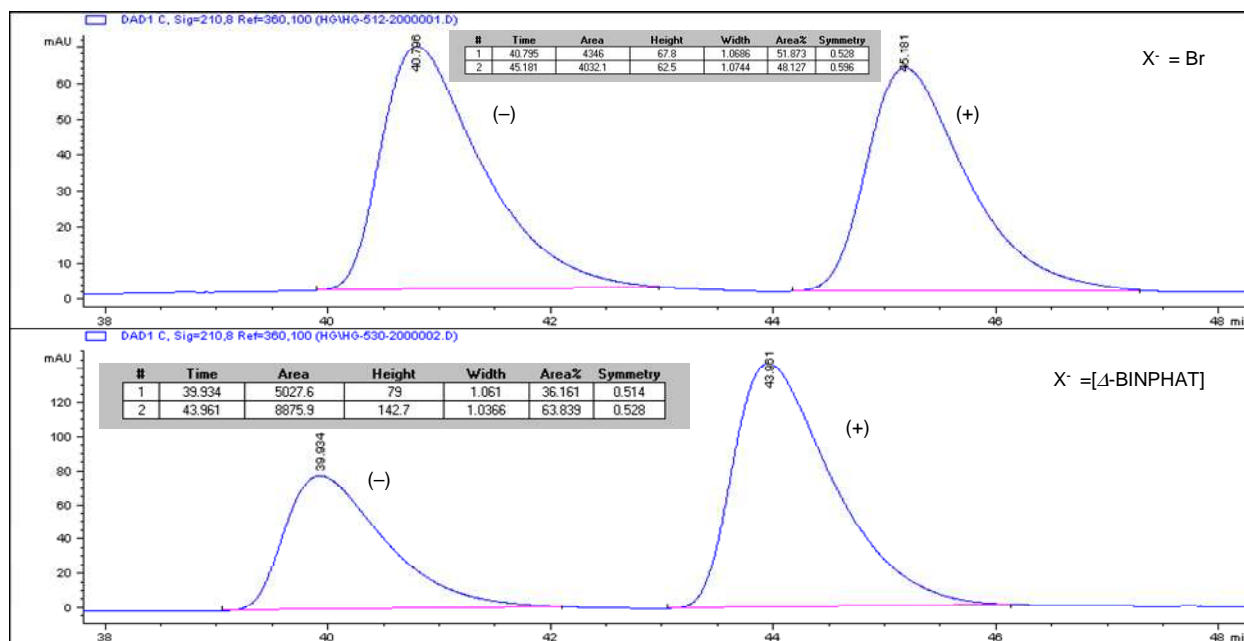 DAD1 C, Sig=210,8 Ref=360,100 (HG\HG-512-2000001.D)
mAU
# Time Area Height Width Area% Symmetry
1 40.795 4346 67.8 1.0686 51.873 0.528
2 45.181 4032.1 62.5 1.0744 48.127 0.596
X- = Br
40.796
45.181
(–)
(+)
60
50
40
30
20
10
0
38 40 42 44 46 48 mi
DAD1 C, Sig=210,8 Ref=360,100 (HG\HG-530-2000002.D)
mAU
# Time Area Height Width Area% Symmetry
1 39.934 5027.6 79 1.061 36.161 0.514
2 43.961 8875.9 142.7 1.0366 63.839 0.528
X- =[Δ-BINPHAT]
43.961
39.934
(+)
(–)
120
100
80
60
40
20
0
38 40 42 44 46 48 mi